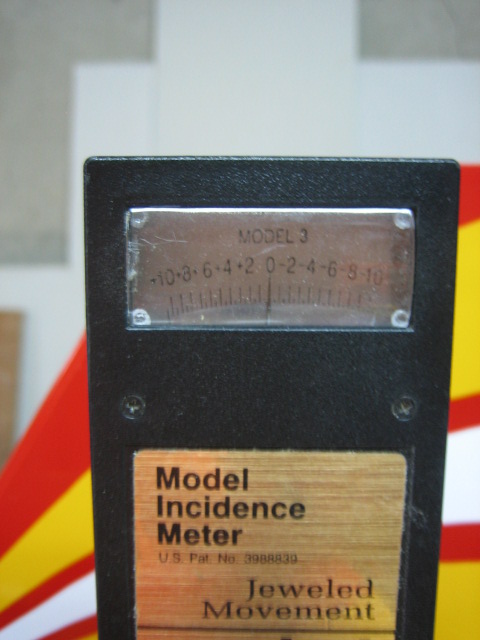 MODEL 3
+10+8+6+4+2 0-2-4-6-8-10
Model
Incidence
Meter
U.S. Pat. No. 3988839
Jeweled
Movement